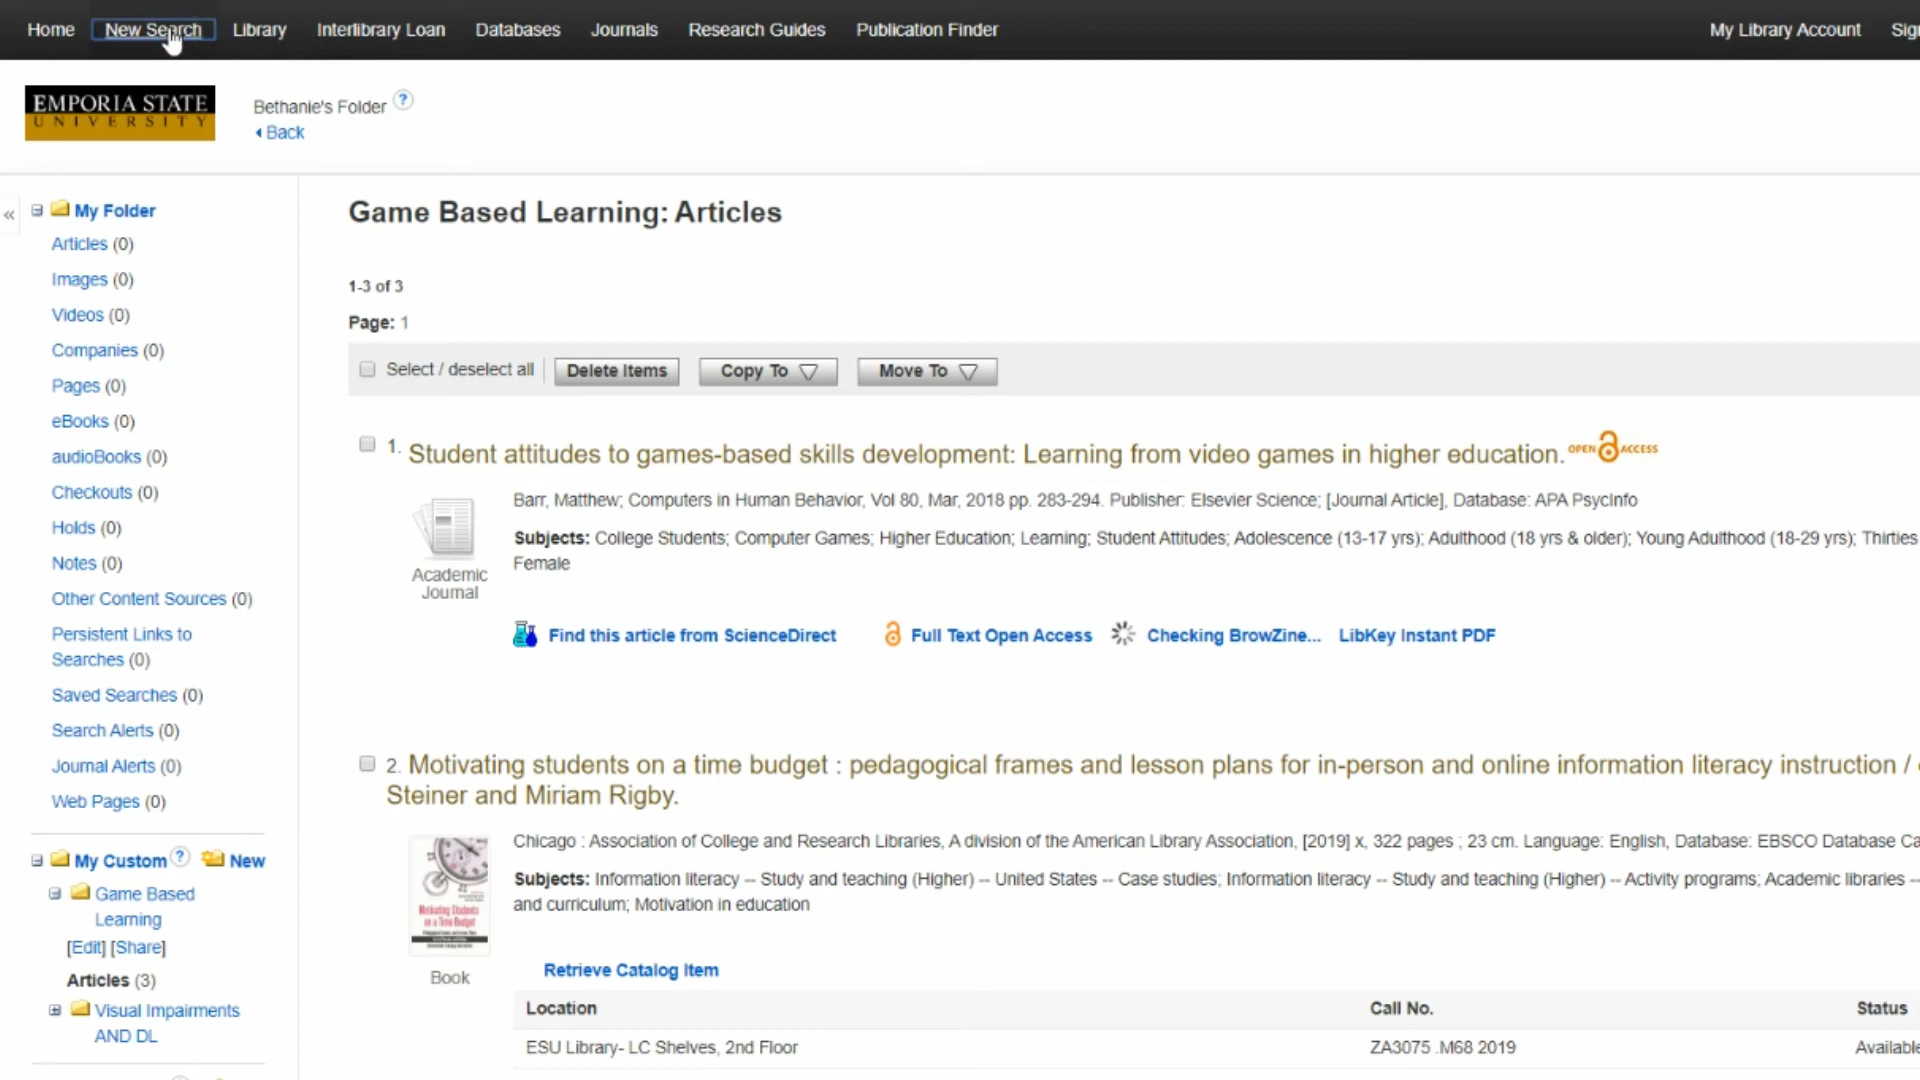 Home New Search Library Interlibrary Loan Databases Journals Research Guides Publication Finder My Library Account Sig
EMPORIA STATE
UNIVERSITY
Bethanie's Folder ?
Back
« My Folder
Articles (0)
Images (0)
Videos (0)
Companies (0)
Pages (0)
eBooks (0)
audioBooks (0)
Checkouts (0)
Holds (0)
Notes (0)
Other Content Sources (0)
Persistent Links to
Searches (0)
Saved Searches (0)
Search Alerts (0)
Journal Alerts (0)
Web Pages (0)
My Custom ? New
Game Based
Learning
[Edit] [Share]
Articles (3)
Visual Impairments
AND DL
Game Based Learning: Articles
1-3 of 3
Page: 1
Select / deselect all Delete Items Copy To Move To
1. Student attitudes to games-based skills development: Learning from video games in higher education. OPEN ACCESS
Barr, Matthew; Computers in Human Behavior, Vol 80, Mar, 2018 pp. 283-294. Publisher: Elsevier Science; [Journal Article], Database: APA PsycInfo
Subjects: College Students; Computer Games; Higher Education; Learning; Student Attitudes; Adolescence (13-17 yrs); Adulthood (18 yrs & older); Young Adulthood (18-29 yrs); Thirties
Female
Academic
Journal
Find this article from ScienceDirect Full Text Open Access Checking BrowZine... LibKey Instant PDF
2. Motivating students on a time budget : pedagogical frames and lesson plans for in-person and online information literacy instruction /
Steiner and Miriam Rigby.
Chicago : Association of College and Research Libraries, A division of the American Library Association, [2019] x, 322 pages ; 23 cm. Language: English, Database: EBSCO Database Ca
Subjects: Information literacy -- Study and teaching (Higher) -- United States -- Case studies; Information literacy -- Study and teaching (Higher) -- Activity programs; Academic libraries --
and curriculum; Motivation in education
Motivating Students
on a Time Budget
Book
Retrieve Catalog Item
Location Call No. Status
ESU Library- LC Shelves, 2nd Floor ZA3075 .M68 2019 Available